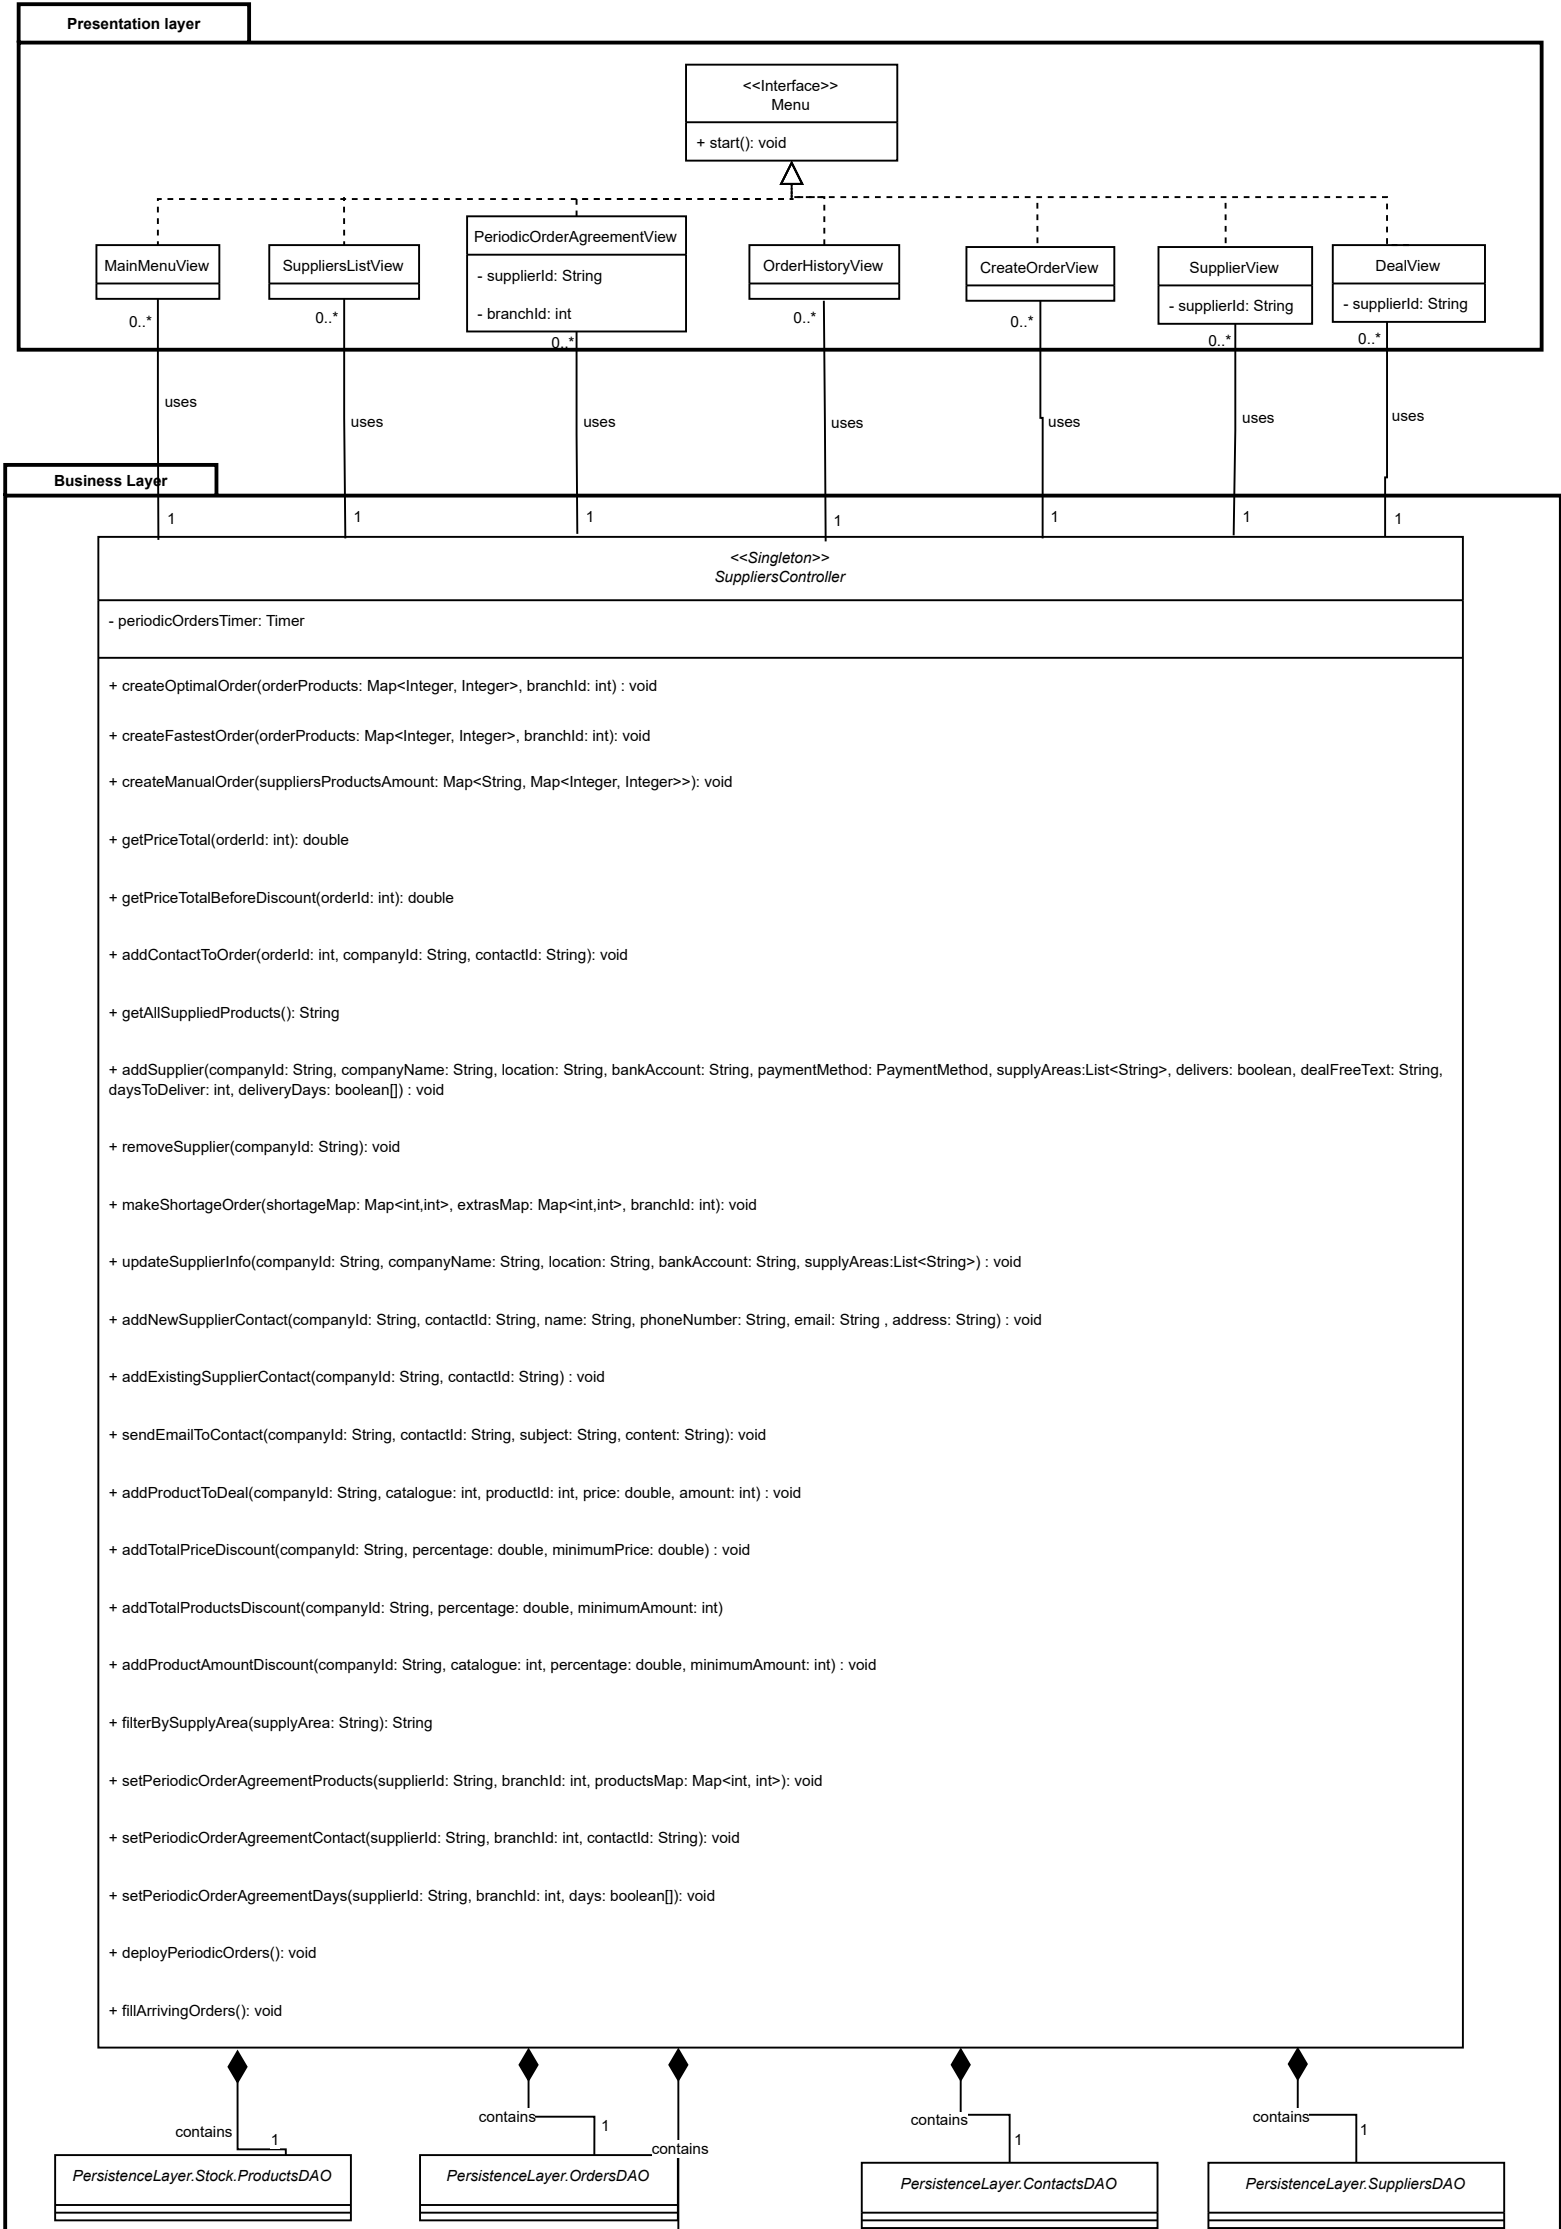 Presentation layer
<<Interface>>
Menu
+ start(): void
MainMenuView
SuppliersListView
PeriodicOrderAgreementView
- supplierId: String
- branchId: int
OrderHistoryView
CreateOrderView
SupplierView
- supplierId: String
DealView
- supplierId: String
0..*
0..*
0..*
0..*
0..*
0..*
0..*
uses
uses
uses
uses
uses
uses
uses
Business Layer
1
1
1
1
1
1
1
<<Singleton>>
SuppliersController
- periodicOrdersTimer: Timer
+ createOptimalOrder(orderProducts: Map<Integer, Integer>, branchId: int) : void
+ createFastestOrder(orderProducts: Map<Integer, Integer>, branchId: int): void
+ createManualOrder(suppliersProductsAmount: Map<String, Map<Integer, Integer>>): void
+ getPriceTotal(orderId: int): double
+ getPriceTotalBeforeDiscount(orderId: int): double
+ addContactToOrder(orderId: int, companyId: String, contactId: String): void
+ getAllSuppliedProducts(): String
+ addSupplier(companyId: String, companyName: String, location: String, bankAccount: String, paymentMethod: PaymentMethod, supplyAreas:List<String>, delivers: boolean, dealFreeText: String,
daysToDeliver: int, deliveryDays: boolean[]) : void
+ removeSupplier(companyId: String): void
+ makeShortageOrder(shortageMap: Map<int,int>, extrasMap: Map<int,int>, branchId: int): void
+ updateSupplierInfo(companyId: String, companyName: String, location: String, bankAccount: String, supplyAreas:List<String>) : void
+ addNewSupplierContact(companyId: String, contactId: String, name: String, phoneNumber: String, email: String , address: String) : void
+ addExistingSupplierContact(companyId: String, contactId: String) : void
+ sendEmailToContact(companyId: String, contactId: String, subject: String, content: String): void
+ addProductToDeal(companyId: String, catalogue: int, productId: int, price: double, amount: int) : void
+ addTotalPriceDiscount(companyId: String, percentage: double, minimumPrice: double) : void
+ addTotalProductsDiscount(companyId: String, percentage: double, minimumAmount: int)
+ addProductAmountDiscount(companyId: String, catalogue: int, percentage: double, minimumAmount: int) : void
+ filterBySupplyArea(supplyArea: String): String
+ setPeriodicOrderAgreementProducts(supplierId: String, branchId: int, productsMap: Map<int, int>): void
+ setPeriodicOrderAgreementContact(supplierId: String, branchId: int, contactId: String): void
+ setPeriodicOrderAgreementDays(supplierId: String, branchId: int, days: boolean[]): void
+ deployPeriodicOrders(): void
+ fillArrivingOrders(): void
contains
1
contains
1
contains
contains
1
contains
1
PersistenceLayer.Stock.ProductsDAO
PersistenceLayer.OrdersDAO
PersistenceLayer.ContactsDAO
PersistenceLayer.SuppliersDAO